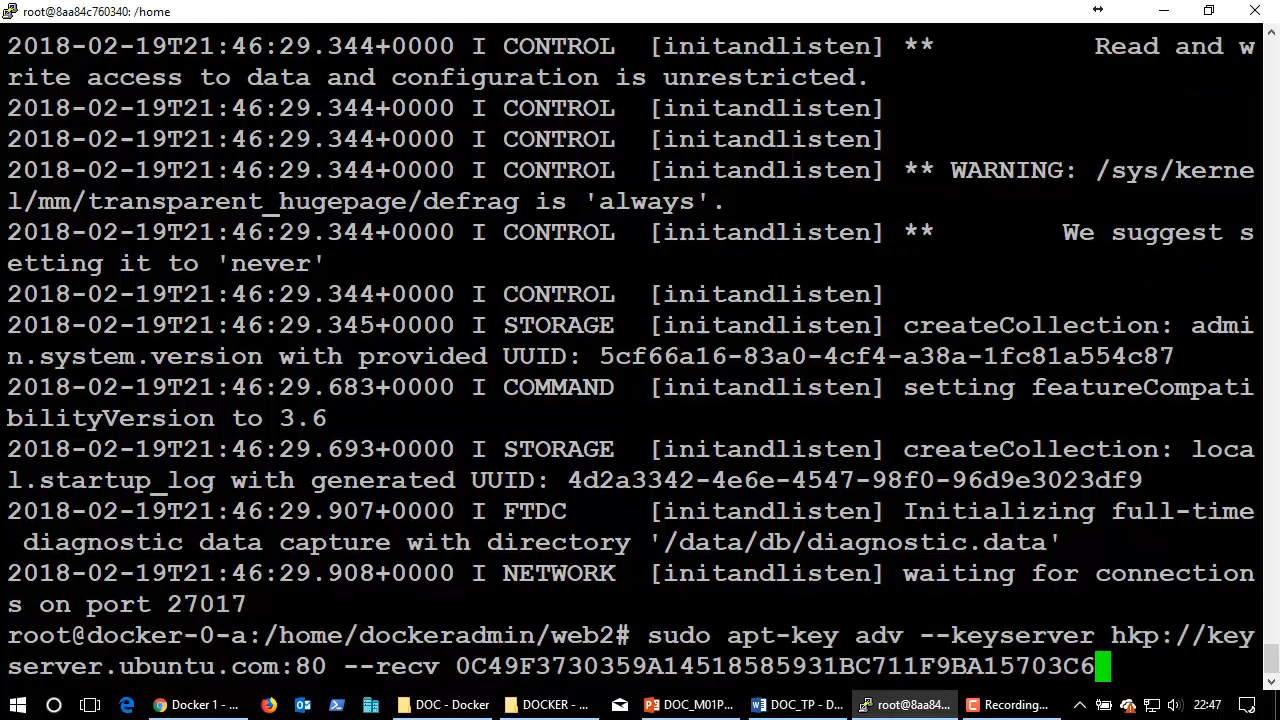 root@8aa84c760340: /home
2018-02-19T21:46:29.344+0000 I CONTROL  [initandlisten] **          Read and w
rite access to data and configuration is unrestricted.
2018-02-19T21:46:29.344+0000 I CONTROL  [initandlisten]
2018-02-19T21:46:29.344+0000 I CONTROL  [initandlisten]
2018-02-19T21:46:29.344+0000 I CONTROL  [initandlisten] ** WARNING: /sys/kerne
l/mm/transparent_hugepage/defrag is 'always'.
2018-02-19T21:46:29.344+0000 I CONTROL  [initandlisten] **        We suggest s
etting it to 'never'
2018-02-19T21:46:29.344+0000 I CONTROL  [initandlisten]
2018-02-19T21:46:29.345+0000 I STORAGE  [initandlisten] createCollection: admi
n.system.version with provided UUID: 5cf66a16-83a0-4cf4-a38a-1fc81a554c87
2018-02-19T21:46:29.683+0000 I COMMAND  [initandlisten] setting featureCompati
bilityVersion to 3.6
2018-02-19T21:46:29.693+0000 I STORAGE  [initandlisten] createCollection: loca
l.startup_log with generated UUID: 4d2a3342-4e6e-4547-98f0-96d9e3023df9
2018-02-19T21:46:29.907+0000 I FTDC     [initandlisten] Initializing full-time
 diagnostic data capture with directory '/data/db/diagnostic.data'
2018-02-19T21:46:29.908+0000 I NETWORK  [initandlisten] waiting for connection
s on port 27017
root@docker-0-a:/home/dockeradmin/web2# sudo apt-key adv --keyserver hkp://key
server.ubuntu.com:80 --recv 0C49F3730359A14518585931BC711F9BA15703C6
Docker 1 - ... DOC - Docker DOCKER - ... DOC_M01P... DOC_TP - D... root@8aa84... Recording... 22:47